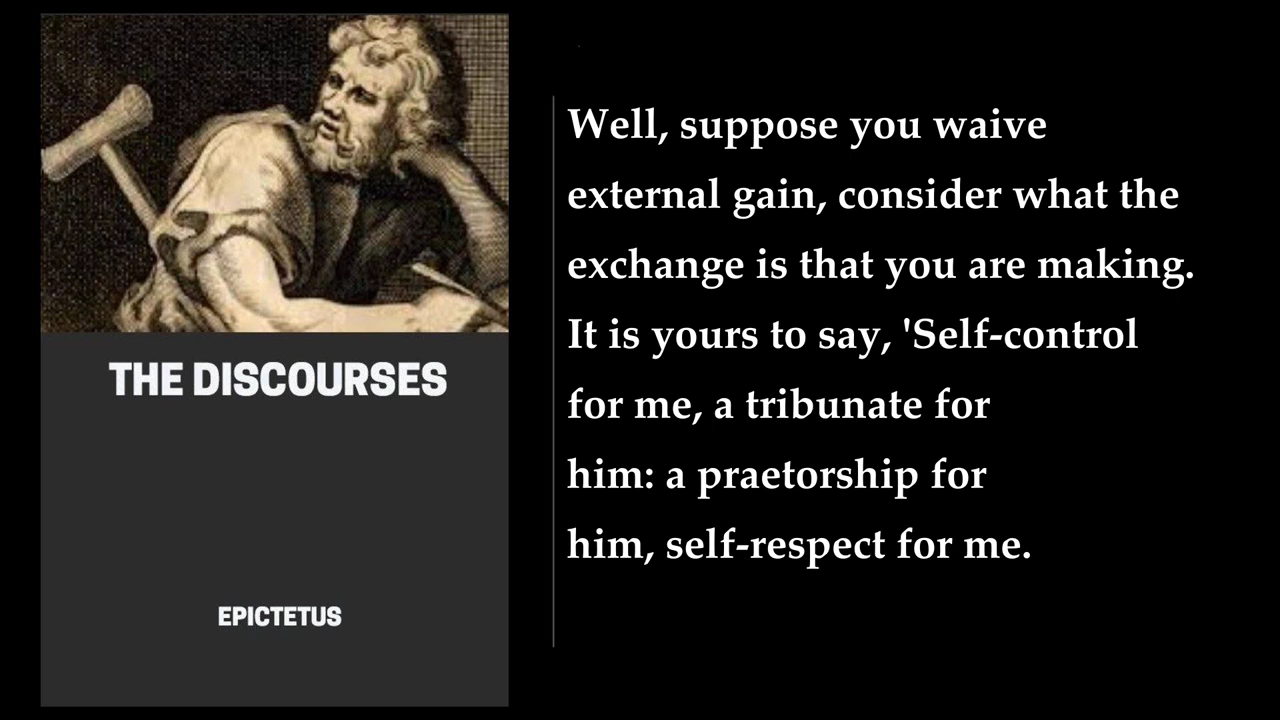 THE DISCOURSES
EPICTETUS
Well, suppose you waive
external gain, consider what the
exchange is that you are making.
It is yours to say, 'Self-control
for me, a tribunate for
him: a praetorship for
him, self-respect for me.